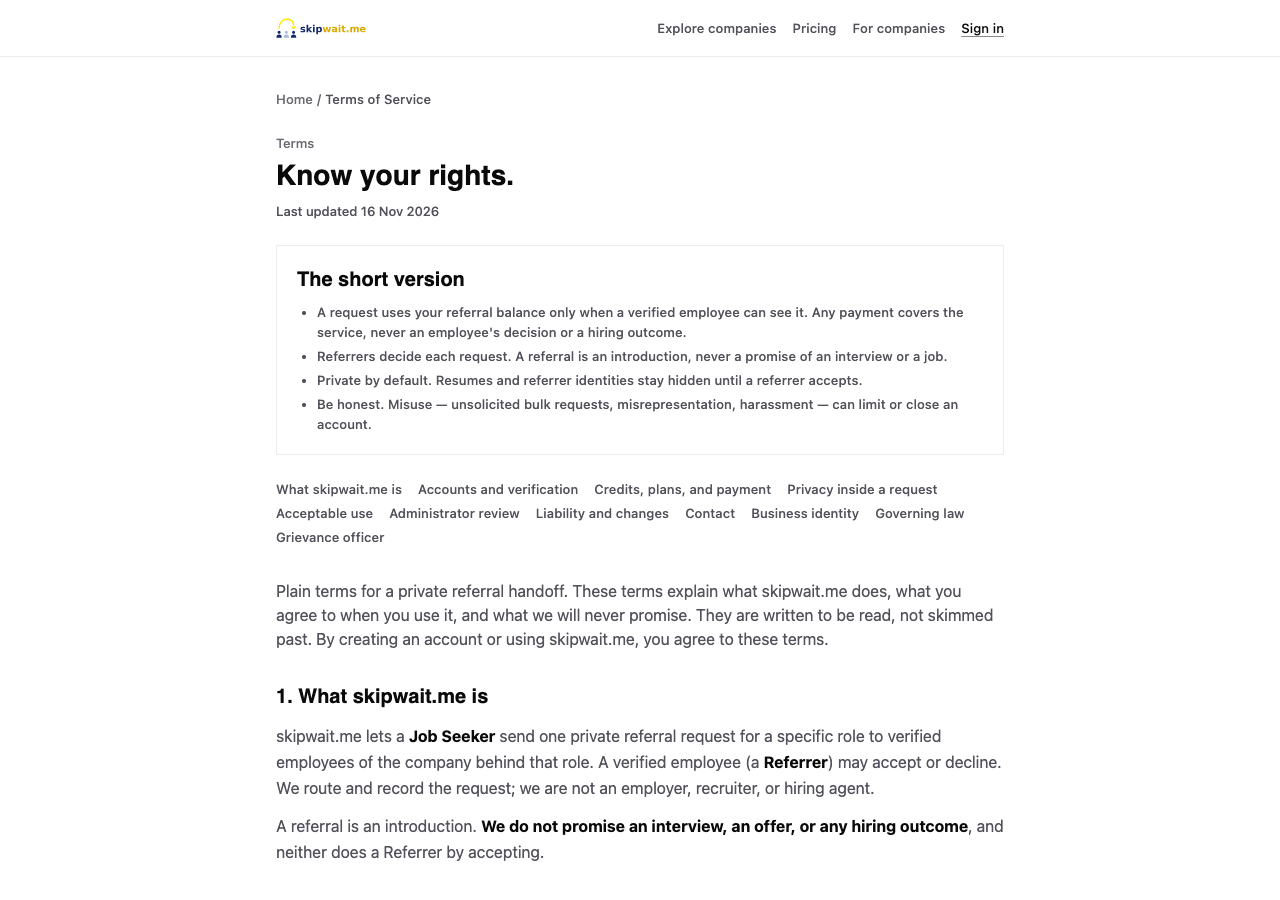 skipwait.me
Explore companies
Pricing
For companies
Sign in
Home / Terms of Service
Terms
Know your rights.
Last updated 16 Nov 2026
The short version
• A request uses your referral balance only when a verified employee can see it. Any payment covers the
service, never an employee's decision or a hiring outcome.
• Referrers decide each request. A referral is an introduction, never a promise of an interview or a job.
• Private by default. Resumes and referrer identities stay hidden until a referrer accepts.
• Be honest. Misuse — unsolicited bulk requests, misrepresentation, harassment — can limit or close an
account.
What skipwait.me is
Accounts and verification
Credits, plans, and payment
Privacy inside a request
Acceptable use
Administrator review
Liability and changes
Contact
Business identity
Governing law
Grievance officer
Plain terms for a private referral handoff. These terms explain what skipwait.me does, what you
agree to when you use it, and what we will never promise. They are written to be read, not skimmed
past. By creating an account or using skipwait.me, you agree to these terms.
1. What skipwait.me is
skipwait.me lets a Job Seeker send one private referral request for a specific role to verified
employees of the company behind that role. A verified employee (a Referrer) may accept or decline.
We route and record the request; we are not an employer, recruiter, or hiring agent.
A referral is an introduction. We do not promise an interview, an offer, or any hiring outcome, and
neither does a Referrer by accepting.